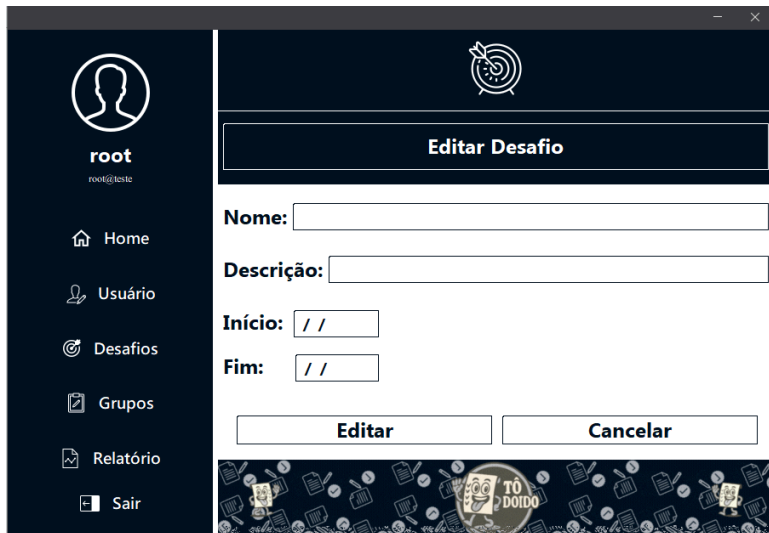 root
root@teste
Home
Usuário
Desafios
Grupos
Relatório
Sair
Editar Desafio
Nome:
Descrição:
Início: / /
Fim: / /
Editar Cancelar
TÔ
DOIDO